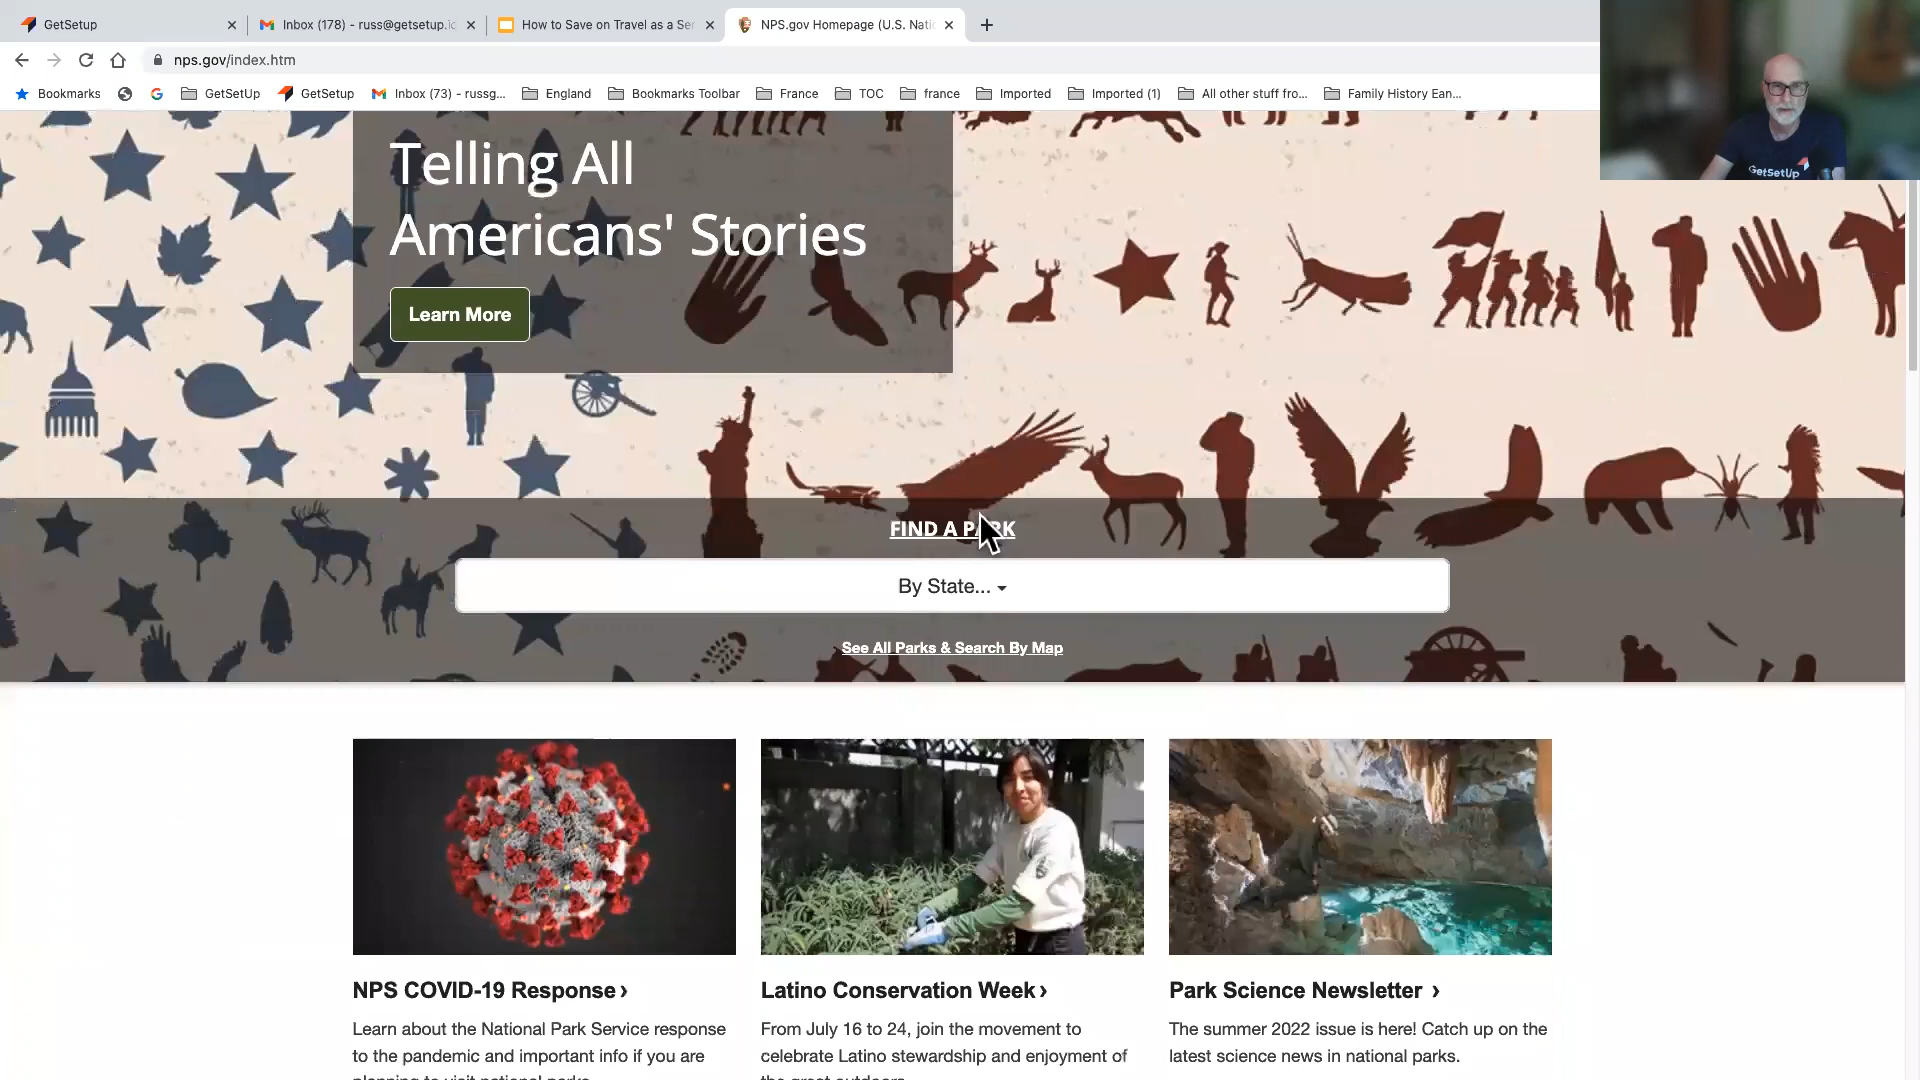 GetSetUp
Inbox (178) - russ@getsetup.ic
How to Save on Travel as a Ser
NPS.gov Homepage (U.S. Nati
nps.gov/index.htm
Bookmarks
GetSetUp
GetSetup
Inbox (73) - russg...
England
Bookmarks Toolbar
France
TOC
france
Imported
Imported (1)
All other stuff fro...
Family History Ean...
GetSetUp
Telling All
Americans' Stories
Learn More
FIND A PARK
By State...
See All Parks & Search By Map
NPS COVID-19 Response ›
Learn about the National Park Service response
to the pandemic and important info if you are
planning to visit national parks.
Latino Conservation Week ›
From July 16 to 24, join the movement to
celebrate Latino stewardship and enjoyment of
the great outdoors.
Park Science Newsletter ›
The summer 2022 issue is here! Catch up on the
latest science news in national parks.